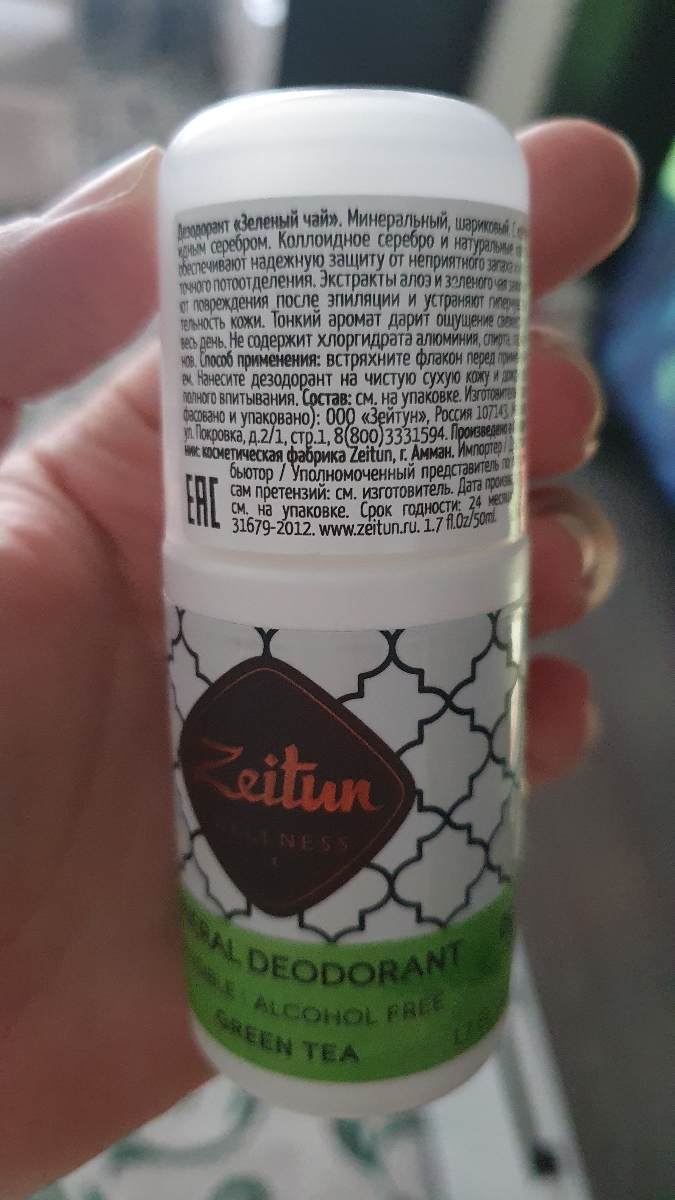 Дезодорант «Зеленый чай». Минеральный, шариковый. С
идным серебром. Коллоидное серебро и натуральные
обеспечивают надежную защиту от неприятного запаха и
точного потоотделения. Экстракты алоэ и зеленого чая
от повреждения после эпиляции и устраняют
тельность кожи. Тонкий аромат дарит ощущение
весь день. Не содержит хлоргидрата алюминия, спирта,
нов. Способ применения: встряхните флакон перед
ем. Нанесите дезодорант на чистую сухую кожу и
полного впитывания. Состав: см. на упаковке. Изготовитель
фасовано и упаковано): ООО «Зейтун», Россия 107143,
ул. Покровка, д.2/1, стр.1, 8(800)3331594. Произведено
ник: косметическая фабрика Zeitun, г. Амман. Импортер /
бьютор / Уполномоченный представитель по
EAC
сам претензий: см. изготовитель. Дата
см. на упаковке. Срок годности: 24
31679-2012. www.zeitun.ru. 1.7 fl.Oz/50ml.
Zeitun
WELLNESS
DEODORANT
ALCOHOL FREE
GREEN TEA